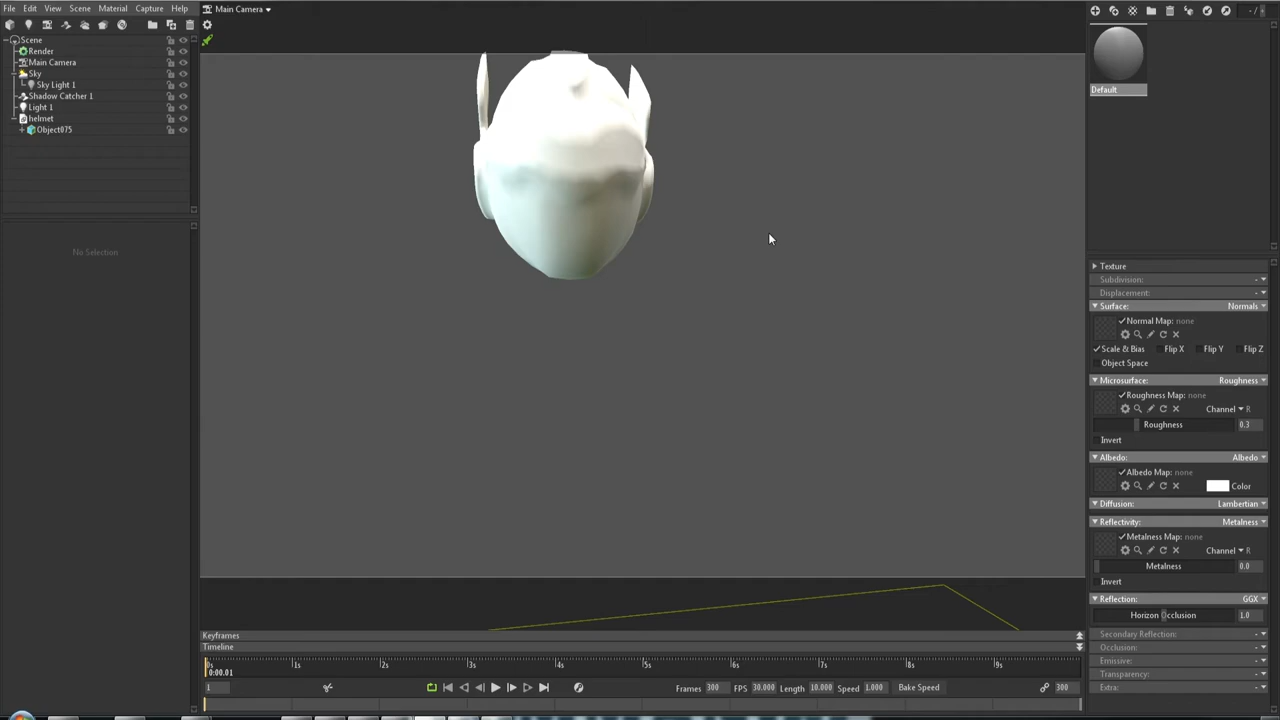 File Edit View Scene Material Capture Help
Main Camera
Scene
Render
Main Camera
Sky
Sky Light 1
Shadow Catcher 1
Light 1
helmet
Object075
No Selection
Default
Texture
Subdivision: -
Displacement: -
Surface: Normals
Normal Map: none
Scale & Bias Flip X Flip Y Flip Z
Object Space
Microsurface: Roughness
Roughness Map: none
Channel R
Roughness 0.3
Invert
Albedo: Albedo
Albedo Map: none
Color
Diffusion: Lambertian
Reflectivity: Metalness
Metalness Map: none
Channel R
Metalness 0.0
Invert
Reflection: GGX
Horizon Occlusion 1.0
Secondary Reflection: -
Occlusion: -
Emissive: -
Transparency: -
Extra: -
Keyframes
Timeline
0s 1s 2s 3s 4s 5s 6s 7s 8s 9s
0:00.01
1 Frames 300 FPS 30.000 Length 10.000 Speed 1.000 Bake Speed 300